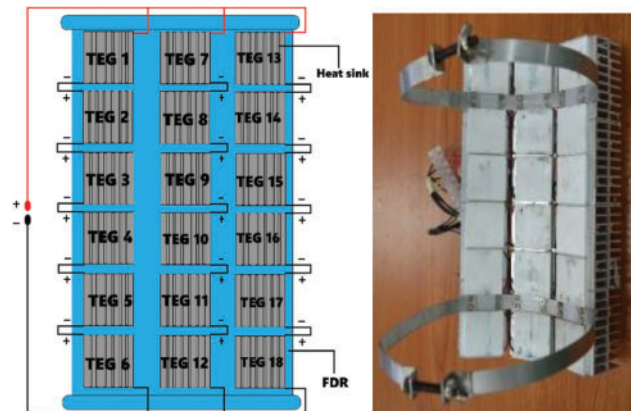 TEG 1 TEG 7 TEG 13
Heat sink
− − −
+ + +
TEG 2 TEG 8 TEG 14
− − −
+ + +
TEG 3 TEG 9 TEG 15
− − −
+ + +
+
−
TEG 4 TEG 10 TEG 16
− − −
+ + +
TEG 5 TEG 11 TEG 17
− − −
+ + +
TEG 6 TEG 12 TEG 18
FDR